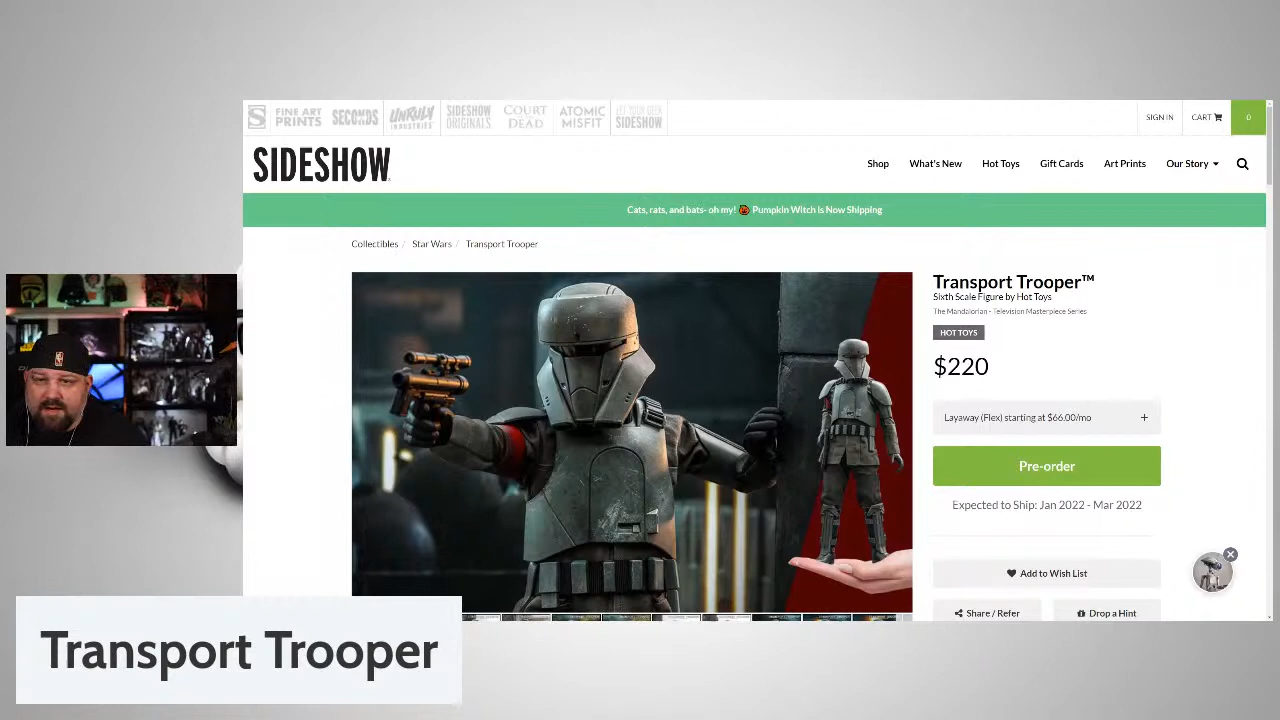 FINE ART
PRINTS
UNRULY
INDUSTRIES
SIDESHOW
ORIGINALS
COURT
OF THE
DEAD
ATOMIC
MISFIT
LET YOUR GEEK
SIDESHOW
SIGN IN
CART
0
SIDESHOW
Shop
What's New
Hot Toys
Gift Cards
Art Prints
Our Story
Cats, rats, and bats- oh my! 🎃 Pumpkin Witch Is Now Shipping
Collectibles / Star Wars / Transport Trooper
Transport Trooper™
Sixth Scale Figure by Hot Toys
The Mandalorian - Television Masterpiece Series
HOT TOYS
$220
Layaway (Flex) starting at $66.00/mo +
Pre-order
Expected to Ship: Jan 2022 - Mar 2022
Add to Wish List
Share / Refer
Drop a Hint
Transport Trooper